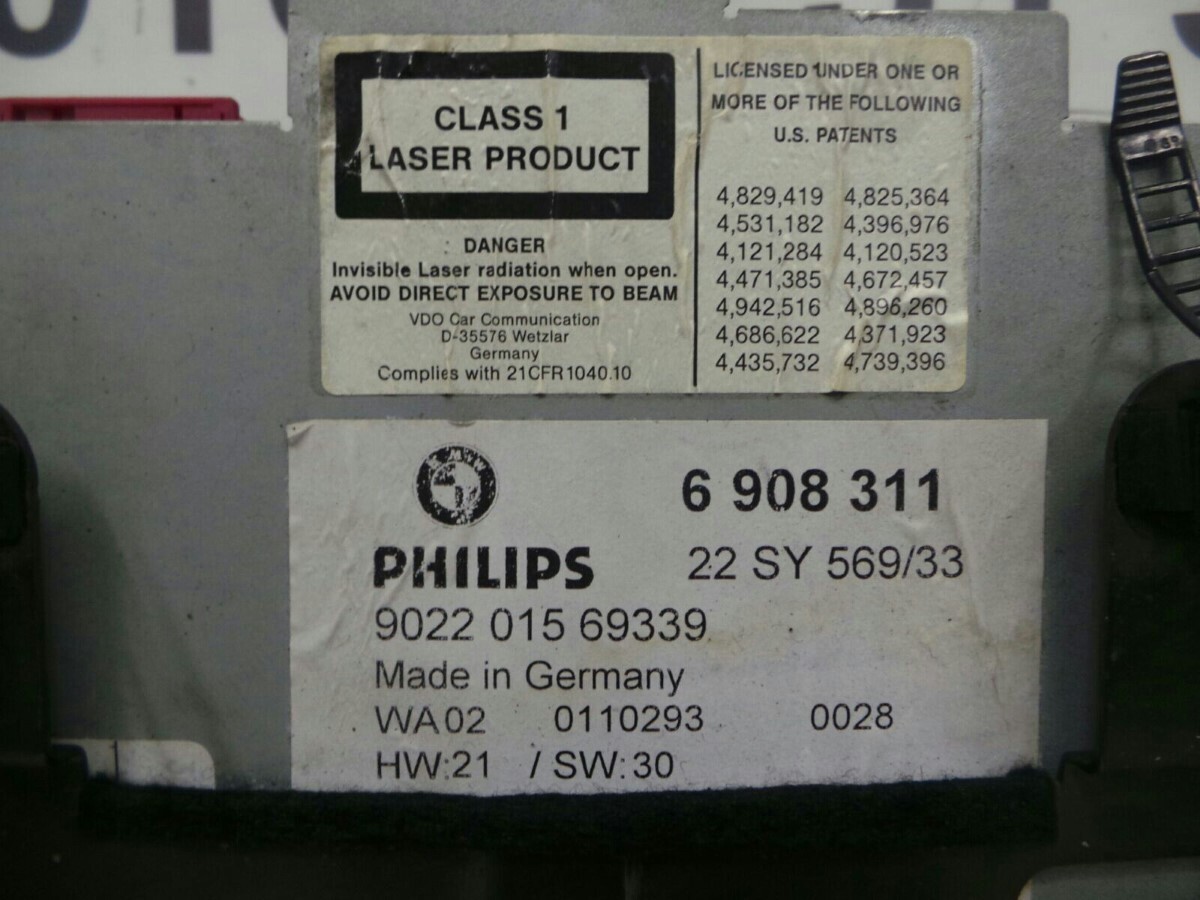 CLASS 1
LASER PRODUCT
DANGER
Invisible Laser radiation when open.
AVOID DIRECT EXPOSURE TO BEAM
VDO Car Communication
D-35576 Wetzlar
Germany
Complies with 21CFR1040.10
LICENSED UNDER ONE OR
MORE OF THE FOLLOWING
U.S. PATENTS
4,829,419 4,825,364
4,531,182 4,396,976
4,121,284 4,120,523
4,471,385 4,672,457
4,942,516 4,896,260
4,686,622 4,371,923
4,435,732 4,739,396
BMW
6 908 311
PHILIPS 22 SY 569/33
9022 015 69339
Made in Germany
WA02 0110293 0028
HW:21 / SW:30